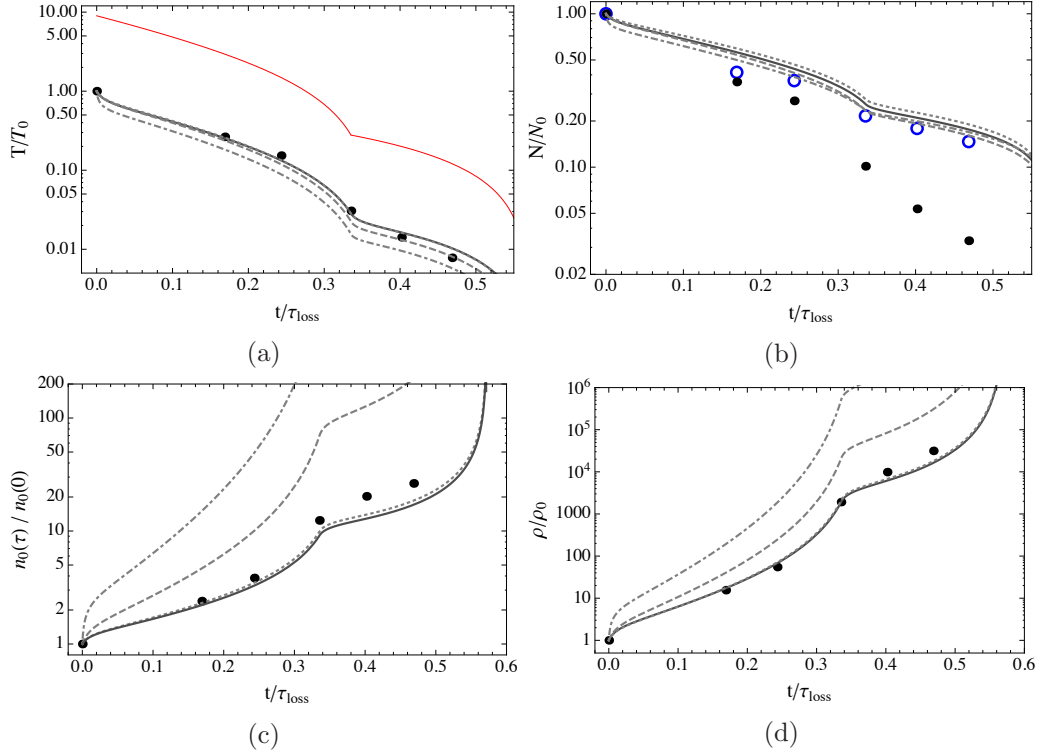 10.00
5.00
1.00
0.50
0.10
0.05
0.01
T/T0
0.0 0.1 0.2 0.3 0.4 0.5
t/τloss
(a)
1.00
0.50
0.20
0.10
0.05
0.02
N/N0
0.0 0.1 0.2 0.3 0.4 0.5
t/τloss
(b)
200
100
50
20
10
5
2
1
n0(τ) / n0(0)
0.0 0.1 0.2 0.3 0.4 0.5 0.6
t/τloss
(c)
10^6
10^5
10^4
1000
100
10
1
ρ/ρ0
0.0 0.1 0.2 0.3 0.4 0.5 0.6
t/τloss
(d)